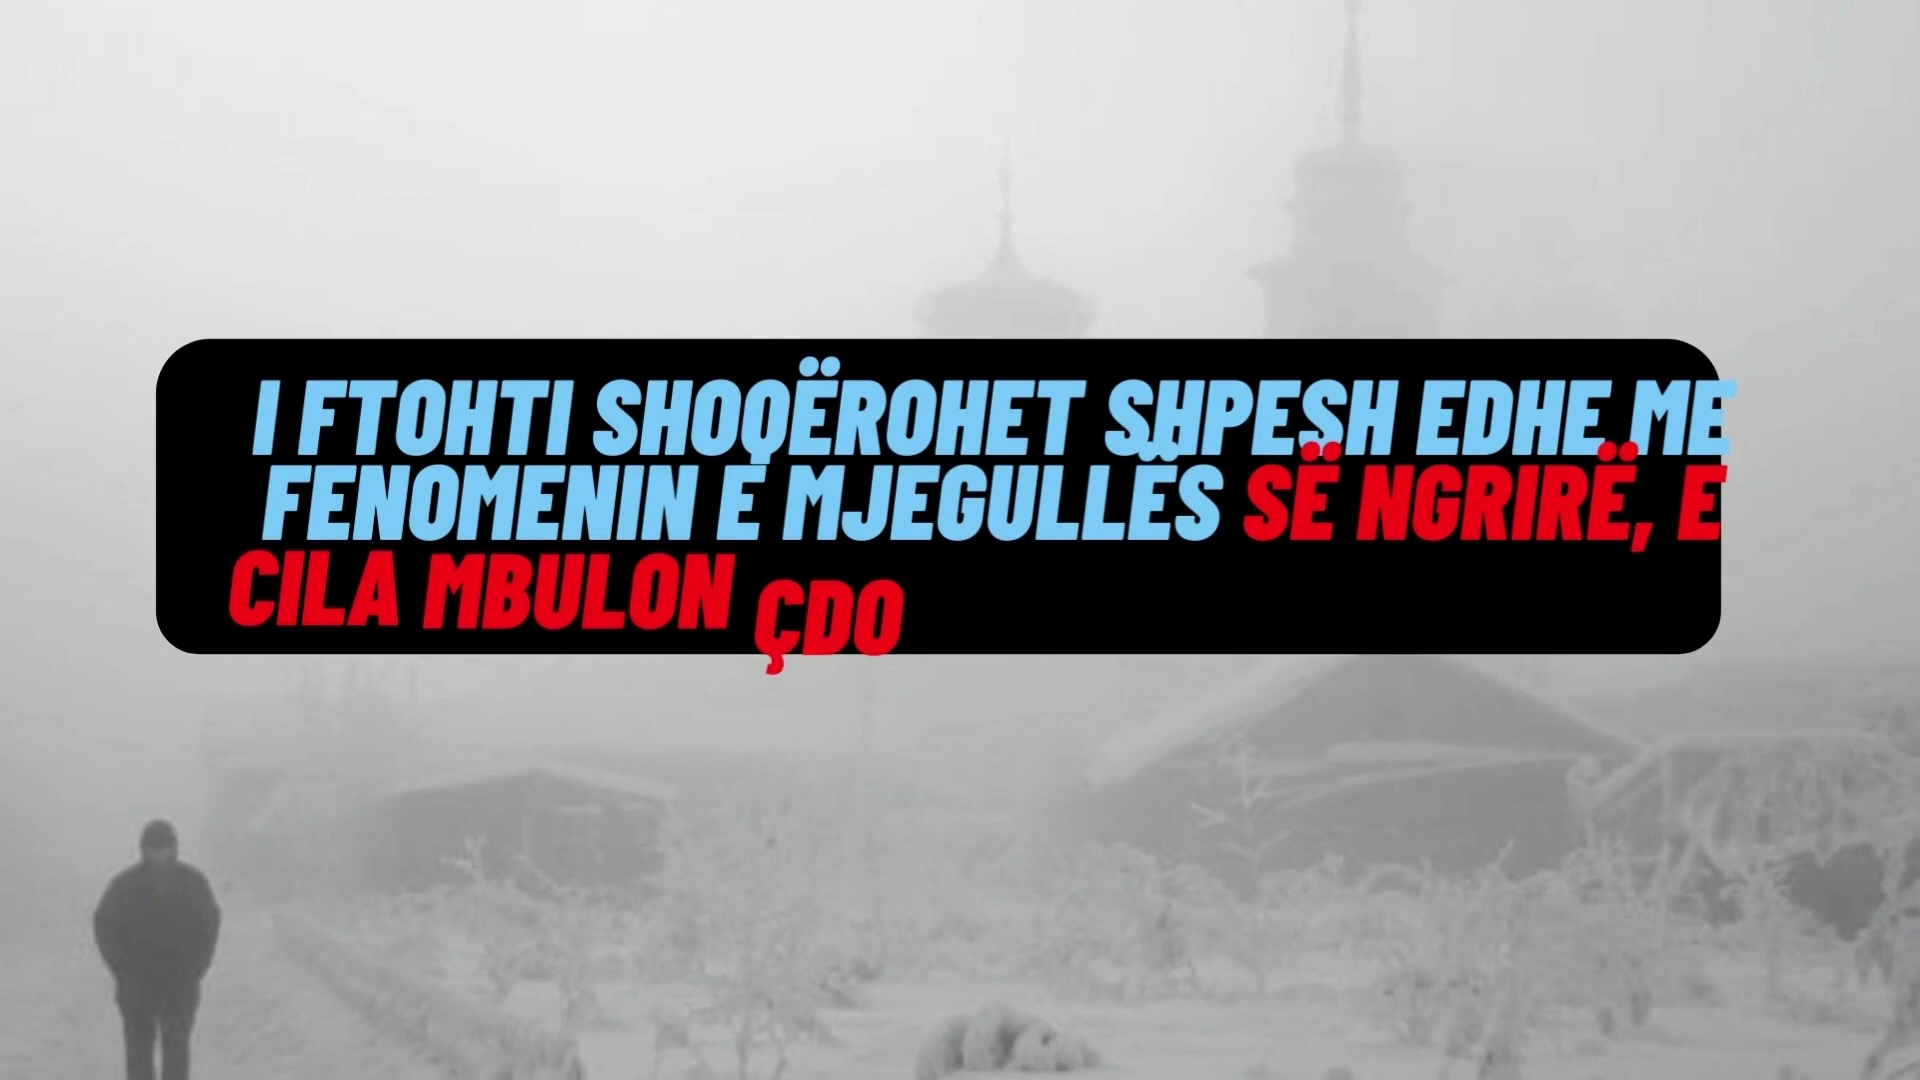 I FTOHTI SHOQËROHET SHPESH EDHE ME
FENOMENIN E MJEGULLËS SË NGRIRË, E
CILA MBULON ÇDO